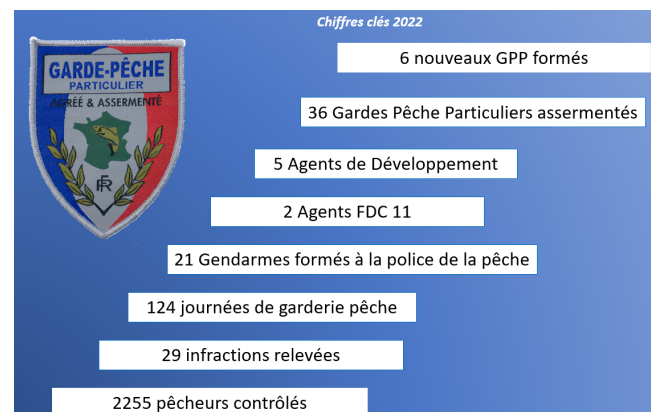 Chiffres clés 2022
GARDE-PÊCHE
PARTICULIER
AGRÉÉ & ASSERMENTÉ
RF
6 nouveaux GPP formés
36 Gardes Pêche Particuliers assermentés
5 Agents de Développement
2 Agents FDC 11
21 Gendarmes formés à la police de la pêche
124 journées de garderie pêche
29 infractions relevées
2255 pêcheurs contrôlés